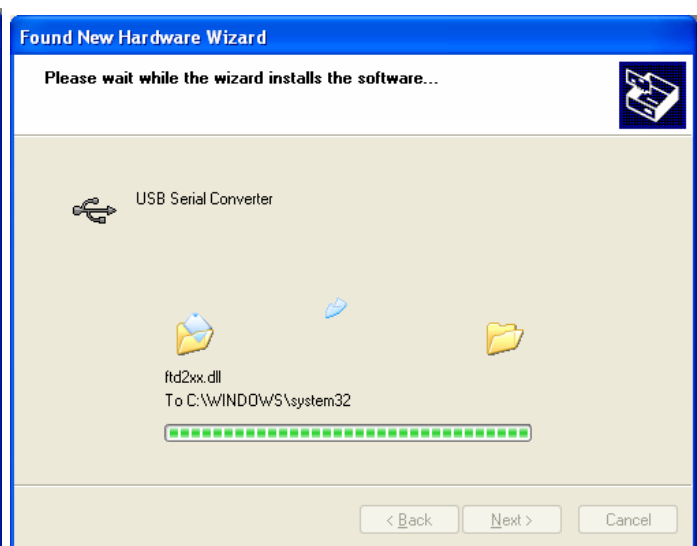 Found New Hardware Wizard
Please wait while the wizard installs the software...
USB Serial Converter
ftd2xx.dll
To C:\WINDOWS\system32
< Back
Next >
Cancel